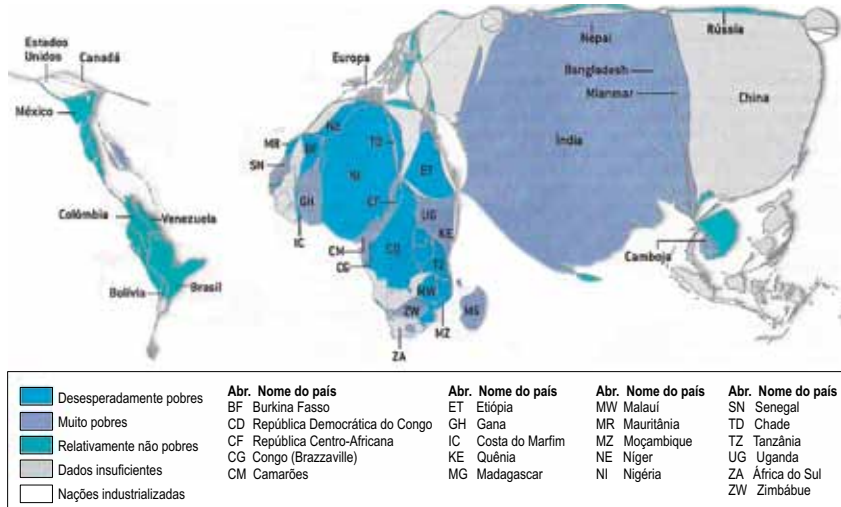 Estados
Unidos
Canadá
México
Colômbia
Venezuela
Bolívia
Brasil
Europa
MR
SN
BF
NE
TD
ET
NI
GH
IC
CF
UG
KE
CM
CG
CD
TZ
MW
ZW
MZ
ZA
MG
Nepal
Bangladesh
Mianmar
Índia
Rússia
China
Camboja
Desesperadamente pobres
Muito pobres
Relativamente não pobres
Dados insuficientes
Nações industrializadas
Abr. Nome do país
BF Burkina Fasso
CD República Democrática do Congo
CF República Centro-Africana
CG Congo (Brazzaville)
CM Camarões
Abr. Nome do país
ET Etiópia
GH Gana
IC Costa do Marfim
KE Quênia
MG Madagascar
Abr. Nome do país
MW Malauí
MR Mauritânia
MZ Moçambique
NE Níger
NI Nigéria
Abr. Nome do país
SN Senegal
TD Chade
TZ Tanzânia
UG Uganda
ZA África do Sul
ZW Zimbábue